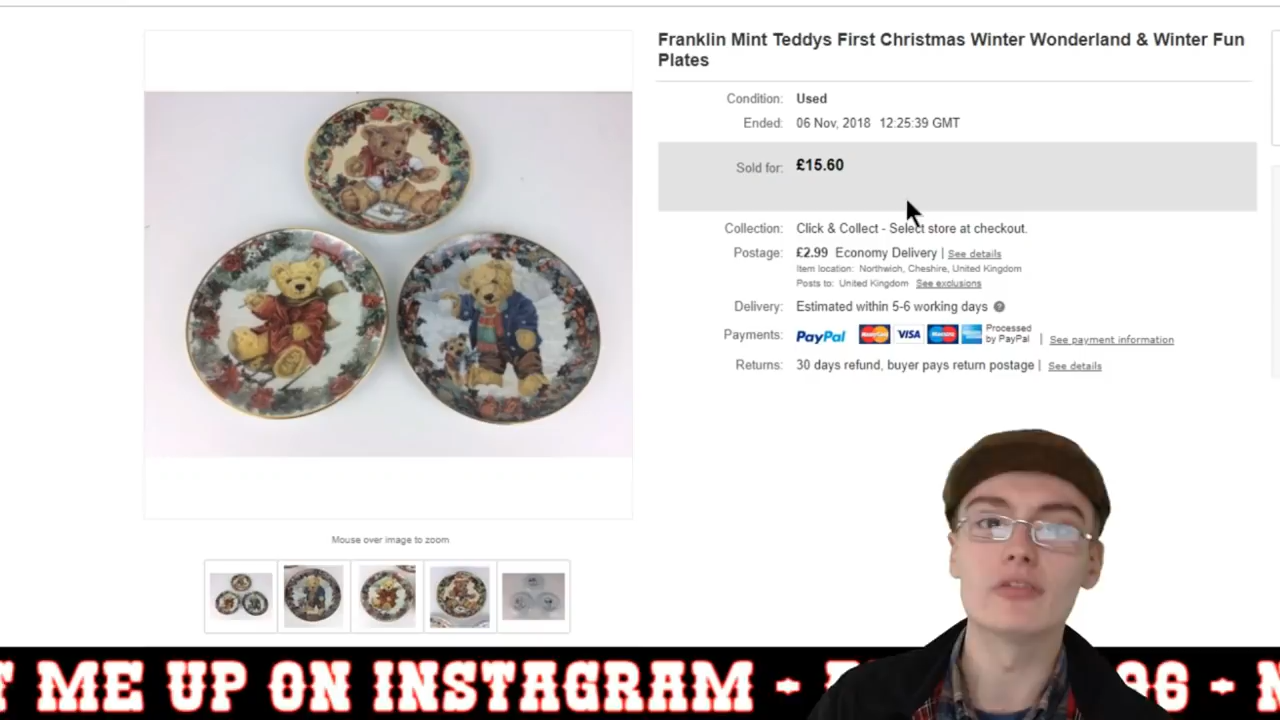 Franklin Mint Teddys First Christmas Winter Wonderland & Winter Fun
Plates
Condition: Used
Ended: 06 Nov, 2018 12:25:39 GMT
Sold for: £15.60
Collection: Click & Collect - Select store at checkout.
Postage: £2.99 Economy Delivery | See details
Item location: Northwich, Cheshire, United Kingdom
Posts to: United Kingdom See exclusions
Delivery: Estimated within 5-6 working days
Payments: PayPal MasterCard VISA Maestro Processed
by PayPal | See payment information
Returns: 30 days refund, buyer pays return postage | See details
Mouse over image to zoom
T ME UP ON INSTAGRAM -